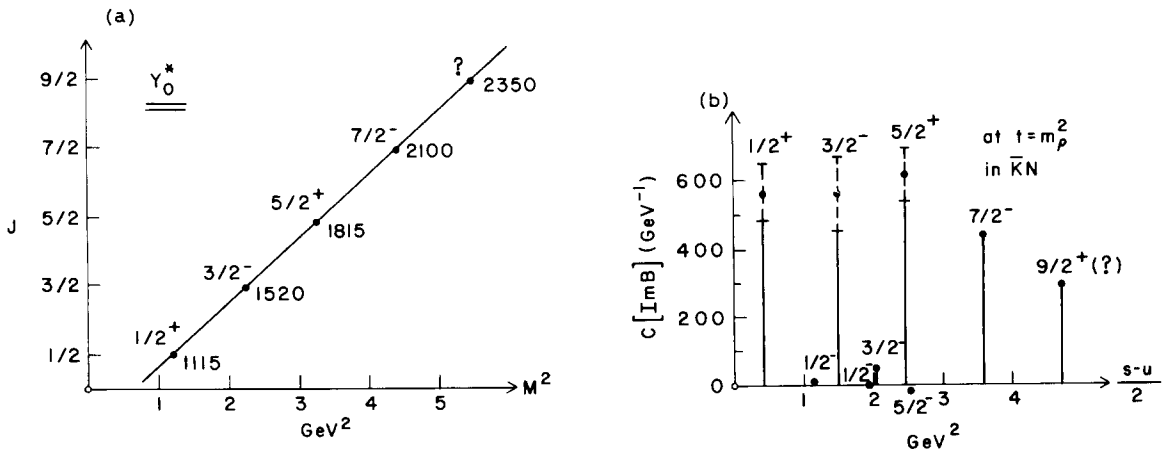 (a)
J
9/2
7/2
5/2
3/2
1/2
0
Y₀*
1/2⁺
1115
3/2⁻
1520
5/2⁺
1815
7/2⁻
2100
?
2350
1 2 3 4 5
M²
GeV²
(b)
C[ImB](GeV⁻¹)
600
400
200
0
1/2⁺
3/2⁻
5/2⁺
7/2⁻
9/2⁺(?)
1/2⁻
1/2⁻
3/2⁻
5/2⁻
at t=mρ²
in K̅N
1 2 3 4
s-u
2
GeV²